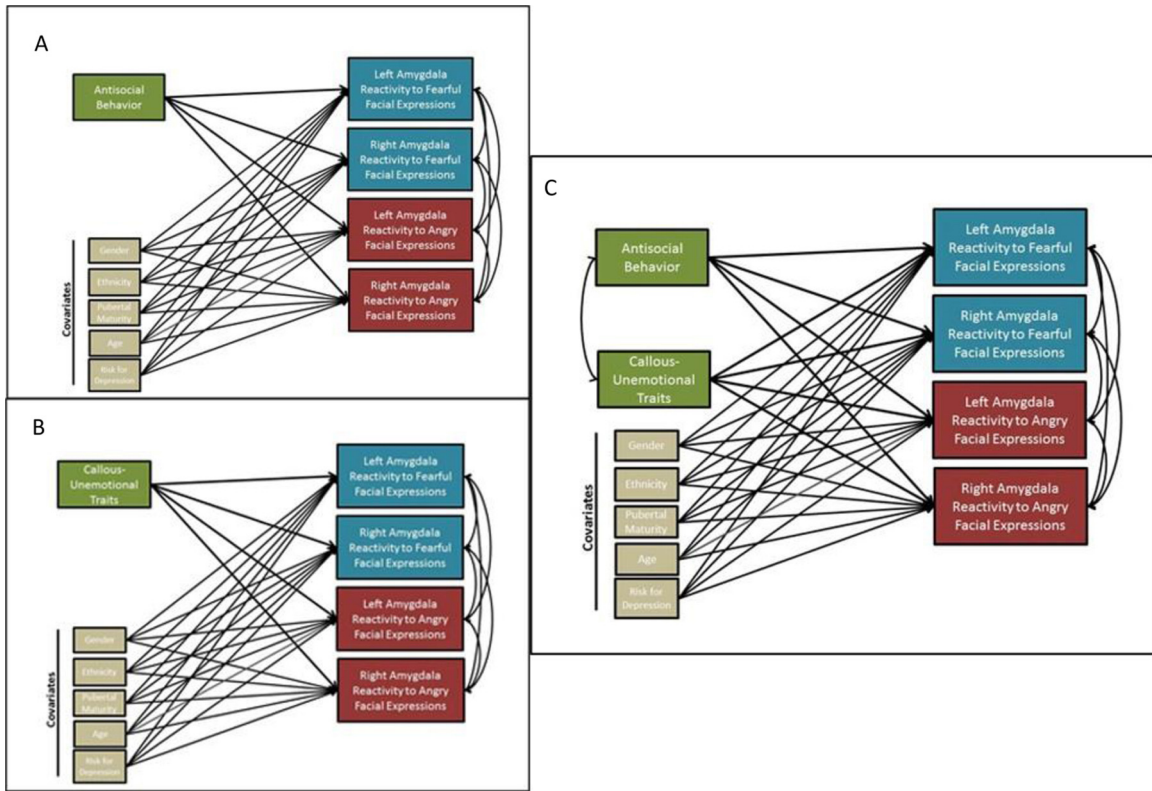 A
Antisocial
Behavior
Left Amygdala
Reactivity to Fearful
Facial Expressions
Right Amygdala
Reactivity to Fearful
Facial Expressions
Left Amygdala
Reactivity to Angry
Facial Expressions
Right Amygdala
Reactivity to Angry
Facial Expressions
Covariates
Gender
Ethnicity
Pubertal
Maturity
Age
Risk for
Depression
B
Callous-
Unemotional
Traits
Left Amygdala
Reactivity to Fearful
Facial Expressions
Right Amygdala
Reactivity to Fearful
Facial Expressions
Left Amygdala
Reactivity to Angry
Facial Expressions
Right Amygdala
Reactivity to Angry
Facial Expressions
Covariates
Gender
Ethnicity
Pubertal
Maturity
Age
Risk for
Depression
C
Antisocial
Behavior
Callous-
Unemotional
Traits
Left Amygdala
Reactivity to Fearful
Facial Expressions
Right Amygdala
Reactivity to Fearful
Facial Expressions
Left Amygdala
Reactivity to Angry
Facial Expressions
Right Amygdala
Reactivity to Angry
Facial Expressions
Covariates
Gender
Ethnicity
Pubertal
Maturity
Age
Risk for
Depression